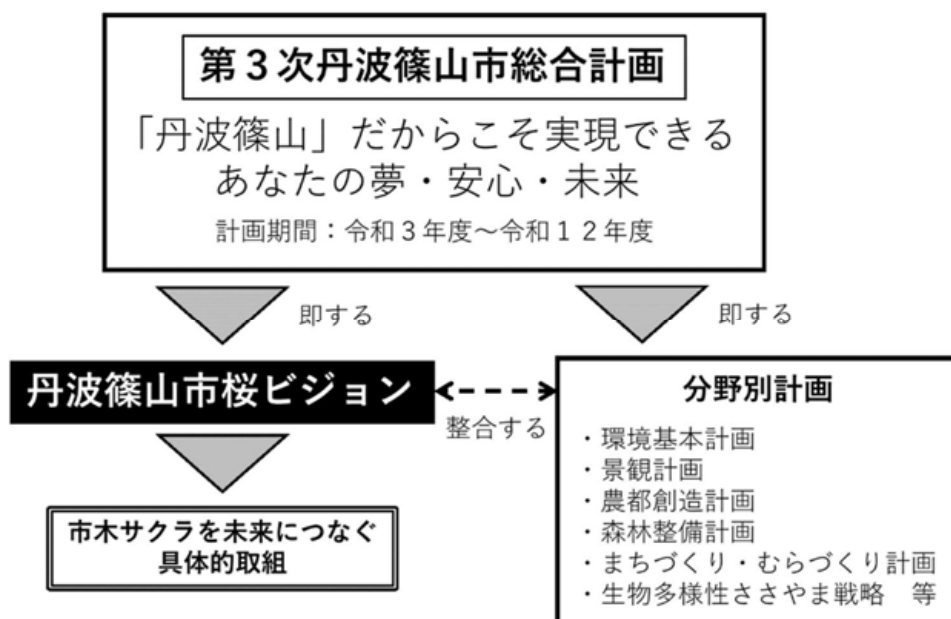 第３次丹波篠山市総合計画
「丹波篠山」だからこそ実現できる
あなたの夢・安心・未来
計画期間：令和３年度～令和１２年度
即する
即する
丹波篠山市桜ビジョン
整合する
市木サクラを未来につなぐ
具体的取組
分野別計画
・環境基本計画
・景観計画
・農都創造計画
・森林整備計画
・まちづくり・むらづくり計画
・生物多様性ささやま戦略　等